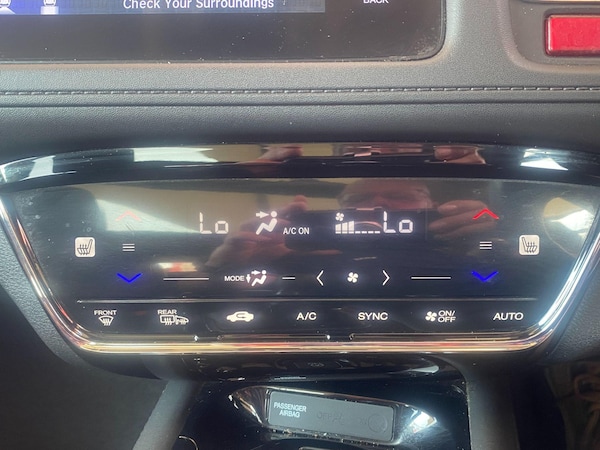 Check Your Surroundings
BACK
Lo A/C ON Lo
MODE
FRONT REAR A/C SYNC ON/OFF AUTO
PASSENGER
AIRBAG